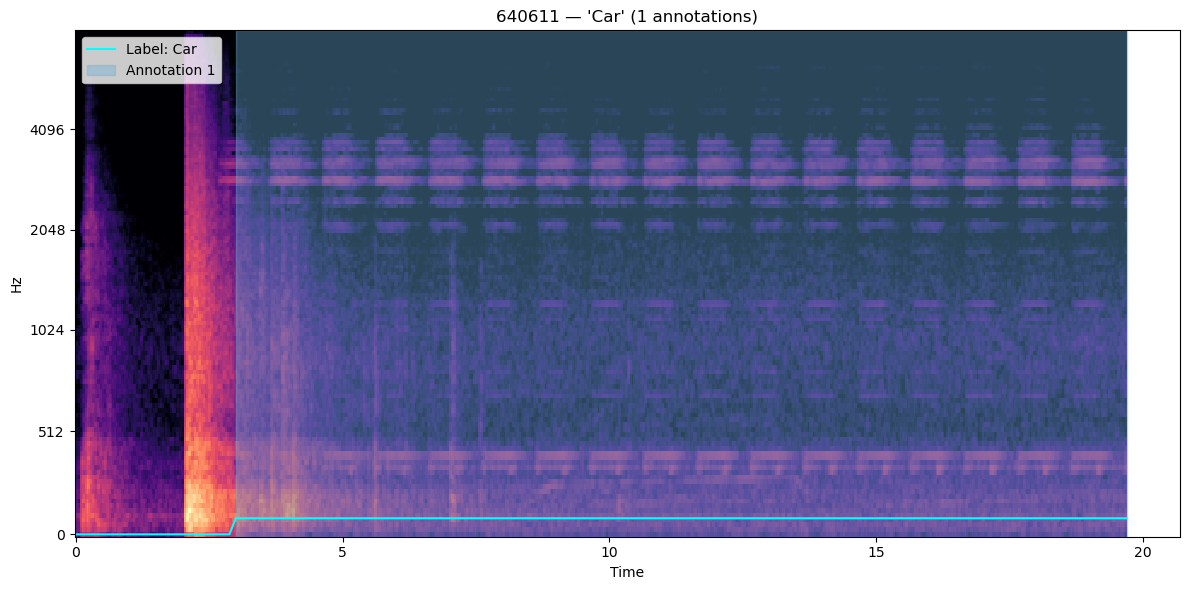 640611 — 'Car' (1 annotations)
Label: Car
Annotation 1
4096
2048
1024
512
0
Hz
0
5
10
15
20
Time